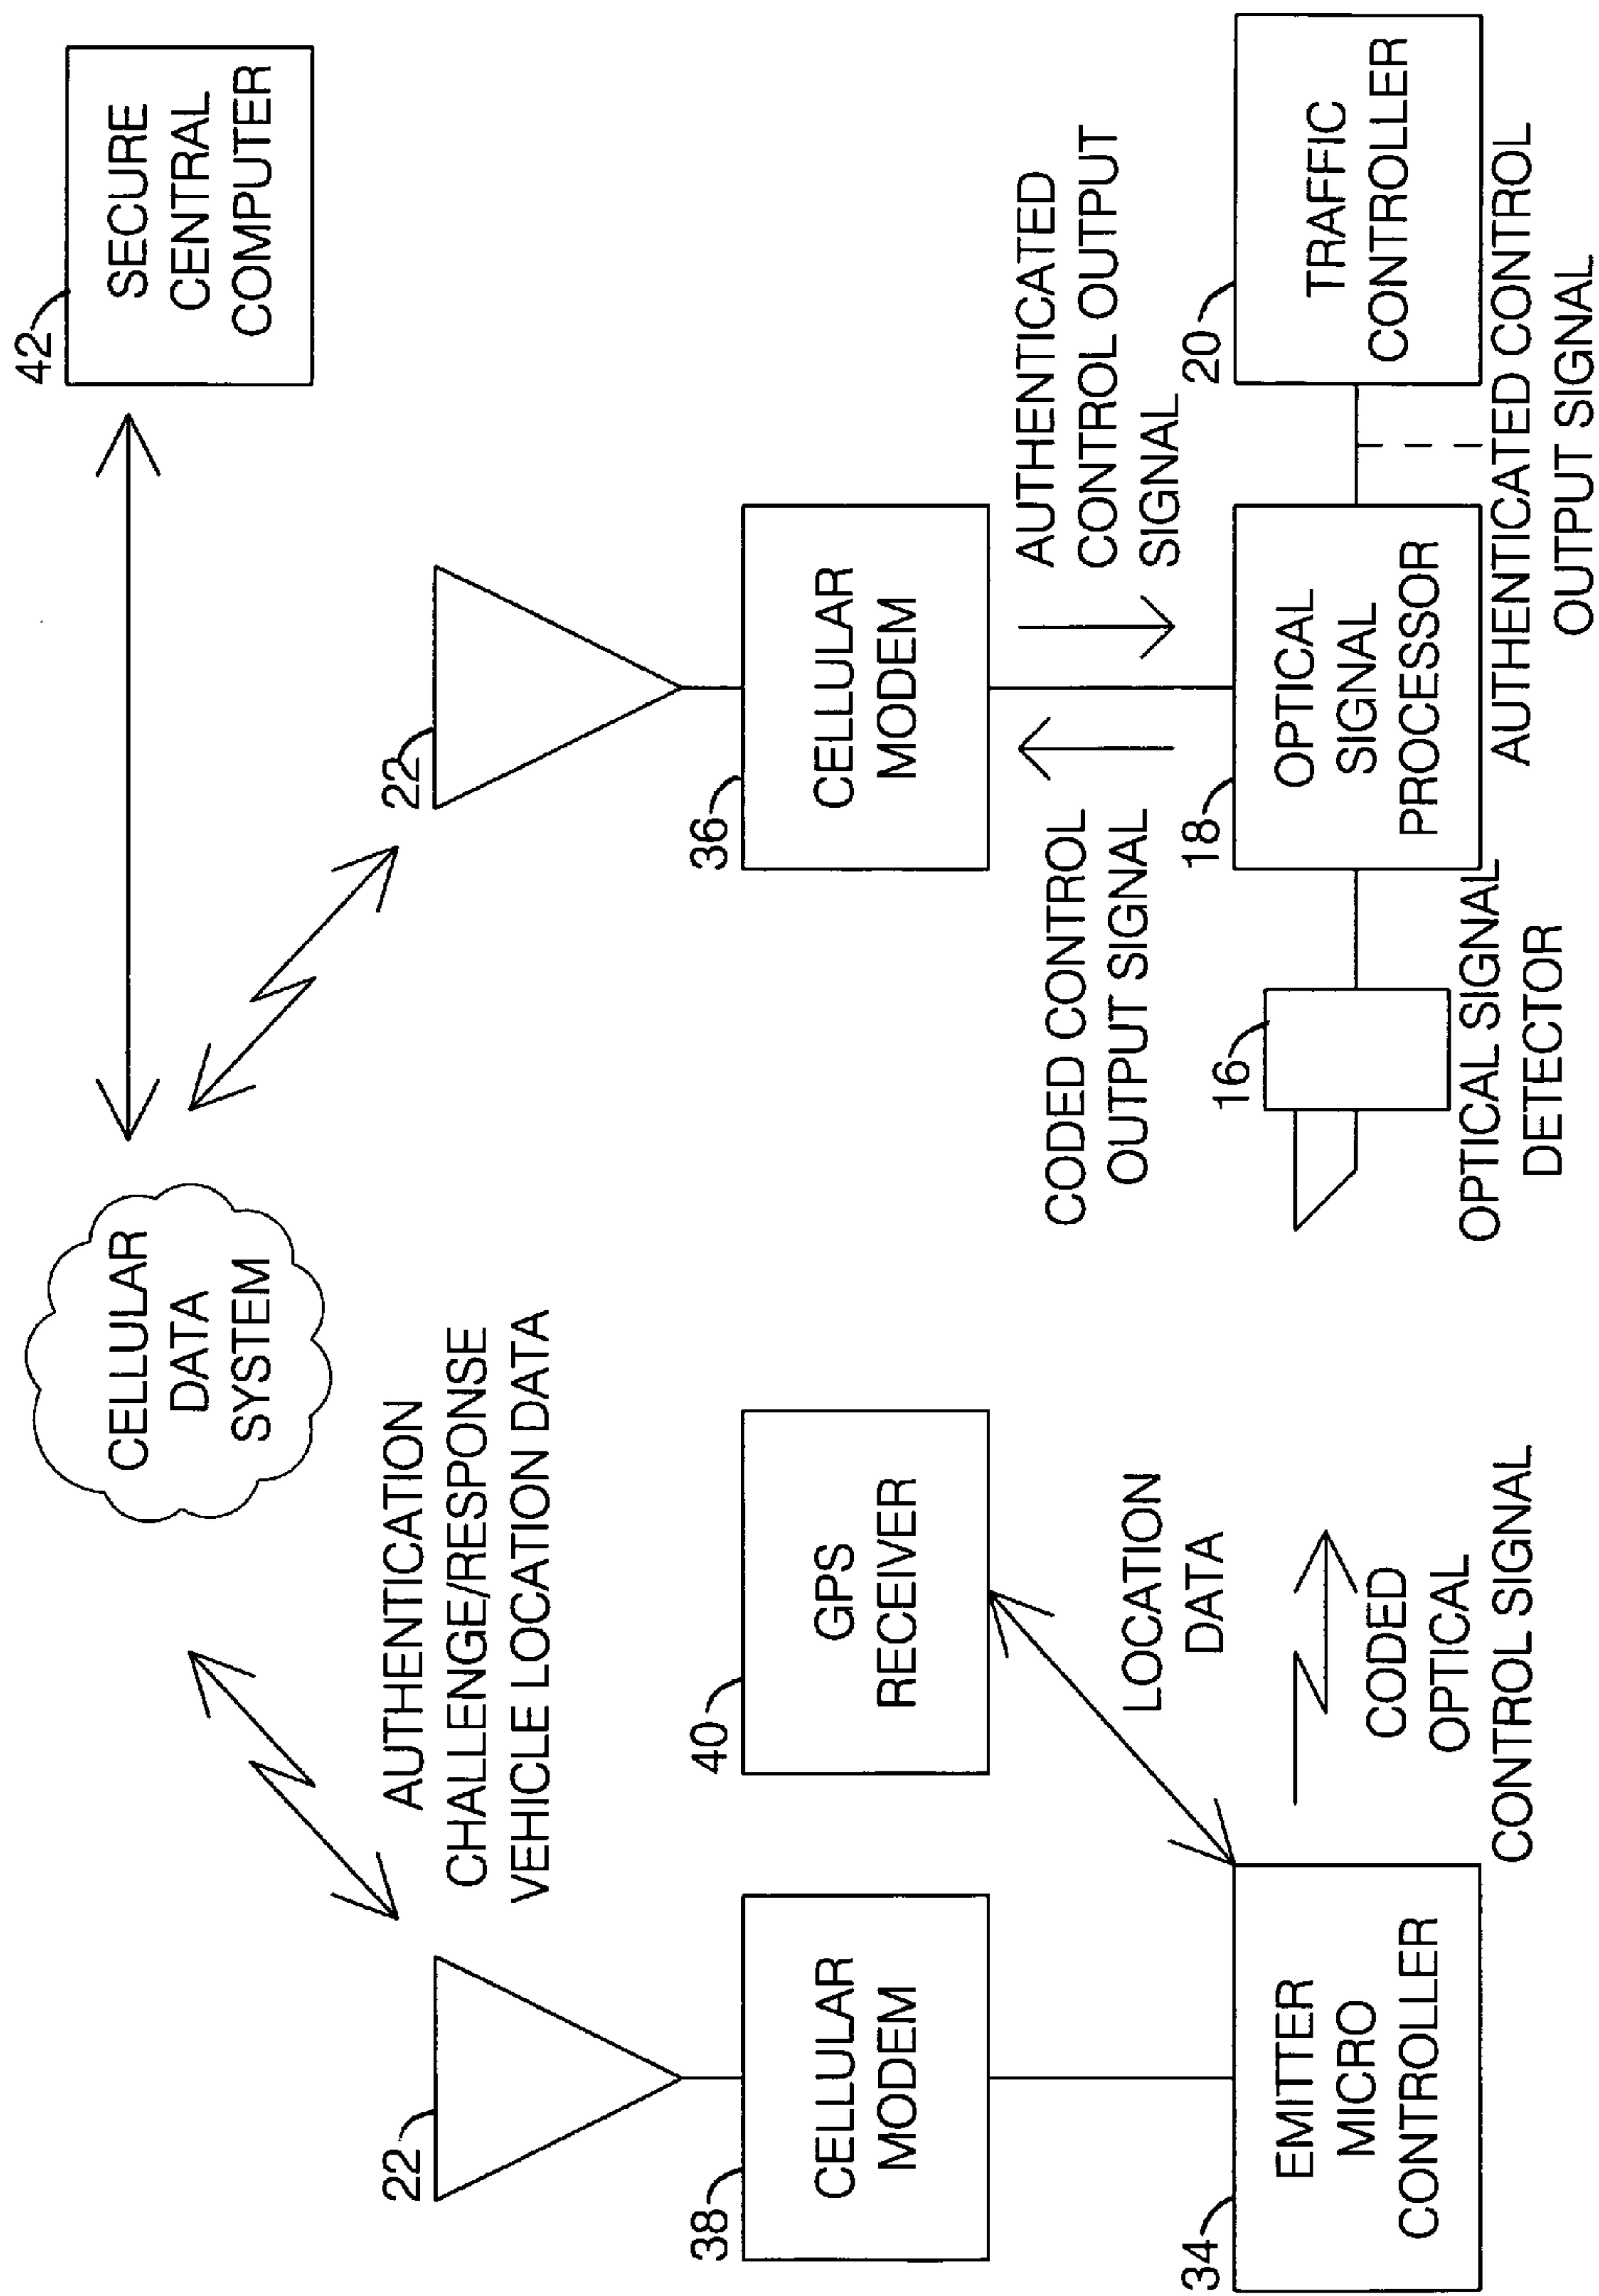 42
SECURE
CENTRAL
COMPUTER
CELLULAR
DATA
SYSTEM
22
22
AUTHENTICATION
CHALLENGE/RESPONSE
VEHICLE LOCATION DATA
38
CELLULAR
MODEM
40
GPS
RECEIVER
36
CELLULAR
MODEM
LOCATION
DATA
CODED CONTROL
OUTPUT SIGNAL
AUTHENTICATED
CONTROL OUTPUT
SIGNAL
34
EMITTER
MICRO
CONTROLLER
CODED
OPTICAL
CONTROL SIGNAL
16
OPTICAL SIGNAL
DETECTOR
18
OPTICAL
SIGNAL
PROCESSOR
20
TRAFFIC
CONTROLLER
AUTHENTICATED CONTROL
OUTPUT SIGNAL